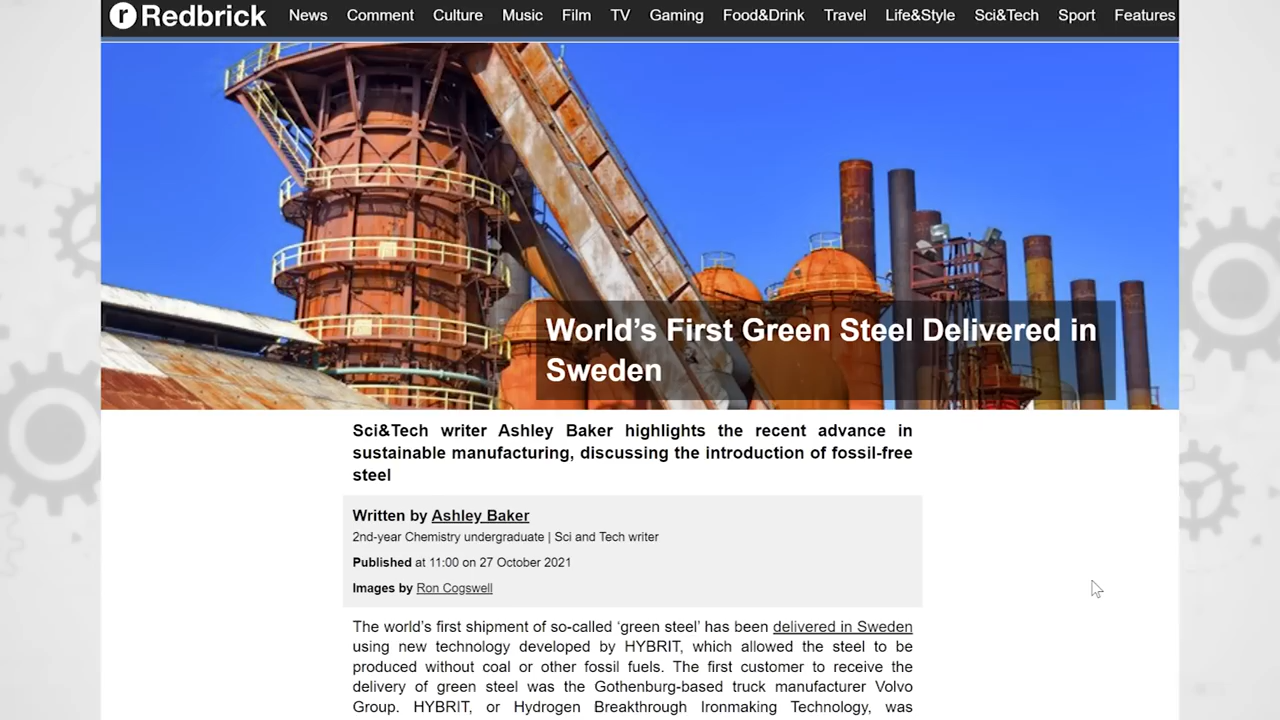 r Redbrick News Comment Culture Music Film TV Gaming Food&Drink Travel Life&Style Sci&Tech Sport Features
World's First Green Steel Delivered in
Sweden
Sci&Tech writer Ashley Baker highlights the recent advance in
sustainable manufacturing, discussing the introduction of fossil-free
steel
Written by Ashley Baker
2nd-year Chemistry undergraduate | Sci and Tech writer
Published at 11:00 on 27 October 2021
Images by Ron Cogswell
The world's first shipment of so-called 'green steel' has been delivered in Sweden
using new technology developed by HYBRIT, which allowed the steel to be
produced without coal or other fossil fuels. The first customer to receive the
delivery of green steel was the Gothenburg-based truck manufacturer Volvo
Group. HYBRIT, or Hydrogen Breakthrough Ironmaking Technology, was